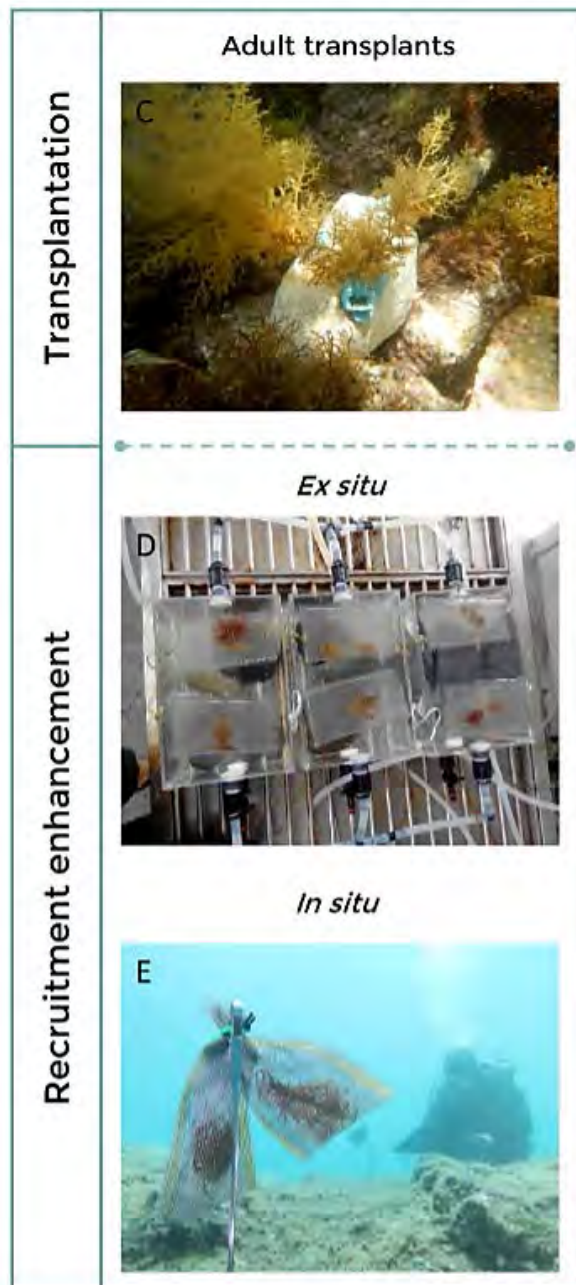 Transplantation
Adult transplants
C
Recruitment enhancement
Ex situ
D
In situ
E